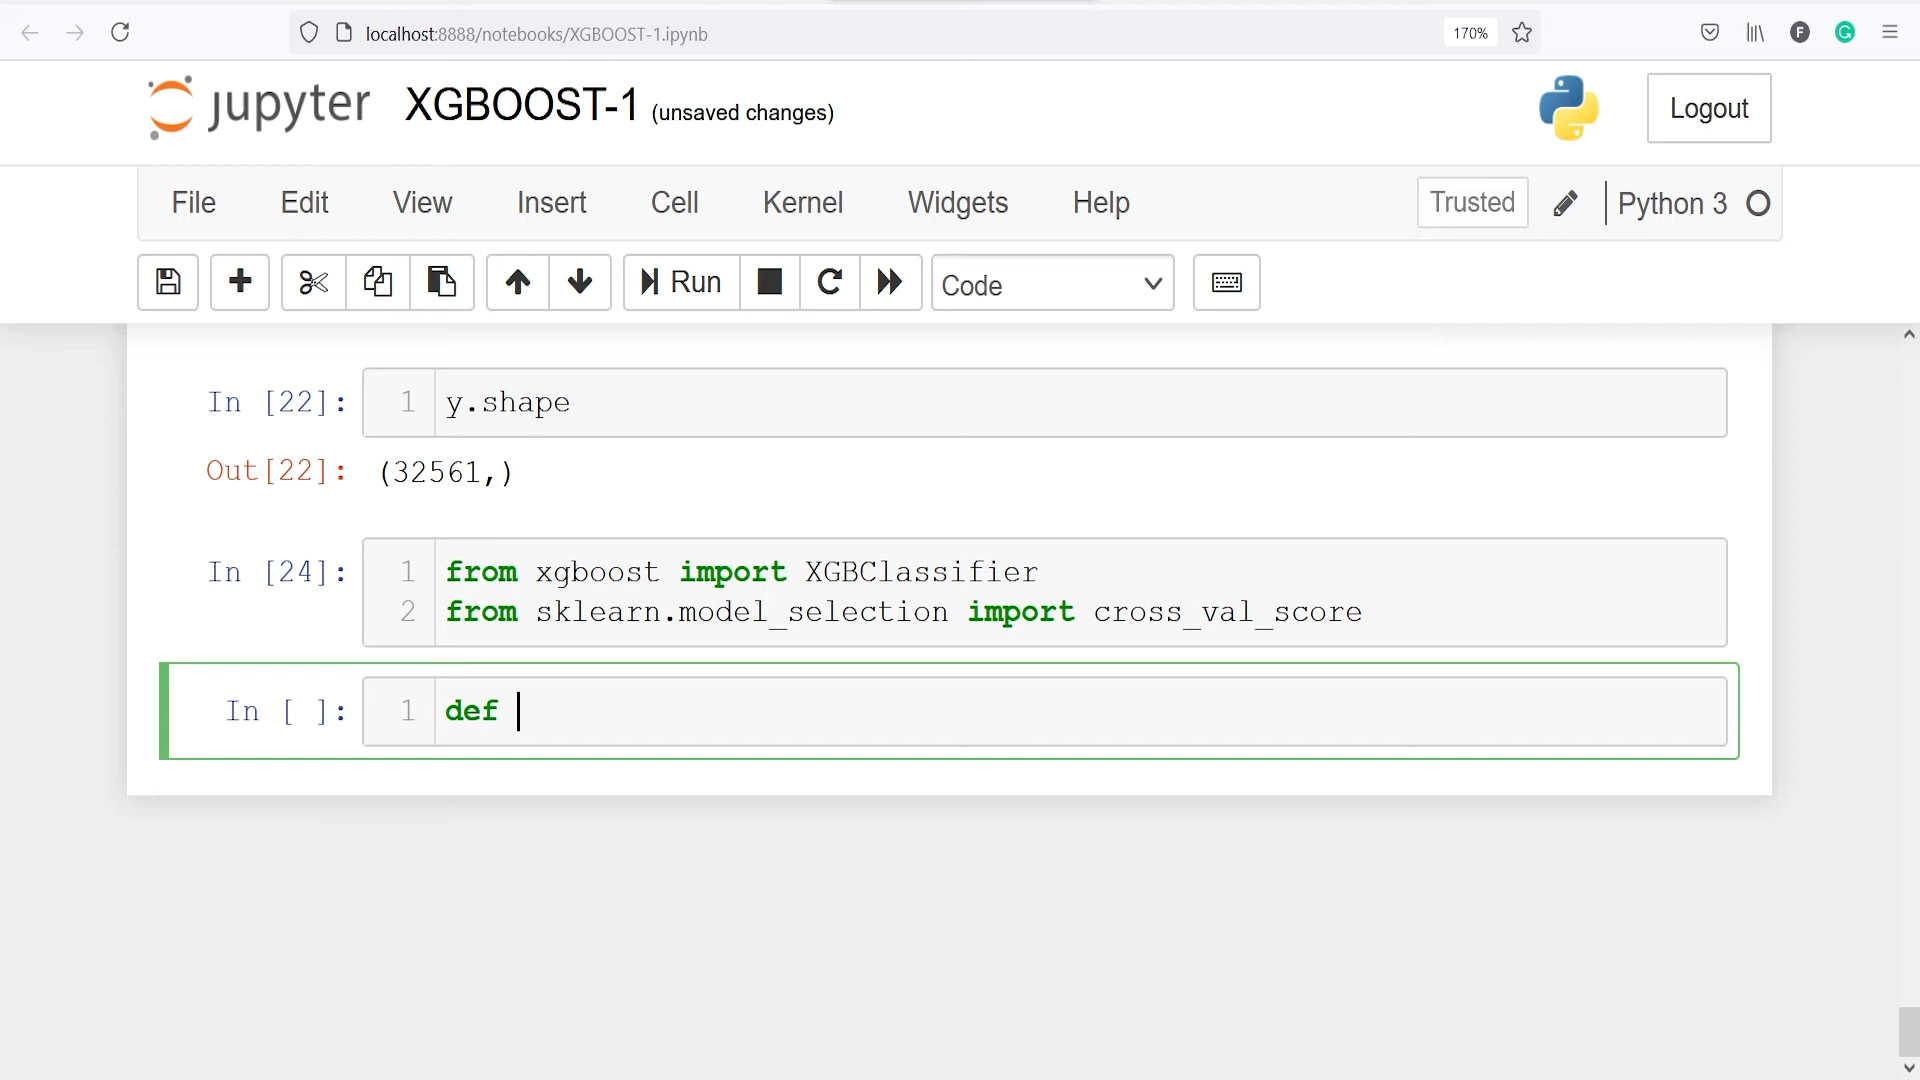 localhost:8888/notebooks/XGBOOST-1.ipynb
170%
F
G
jupyter XGBOOST-1 (unsaved changes)
Logout
File Edit View Insert Cell Kernel Widgets Help
Trusted
Python 3
Run
Code
In [22]: 1 y.shape
Out[22]: (32561,)
In [24]: 1 from xgboost import XGBClassifier
2 from sklearn.model_selection import cross_val_score
In [ ]: 1 def